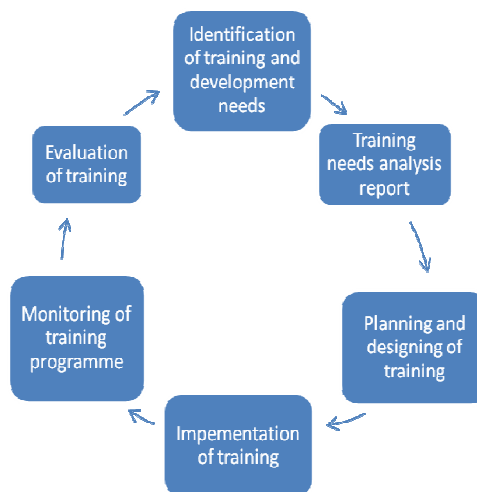 Identification
of training and
development
needs
Training
needs analysis
report
Planning and
designing of
training
Impementation
of training
Monitoring of
training
programme
Evaluation
of training